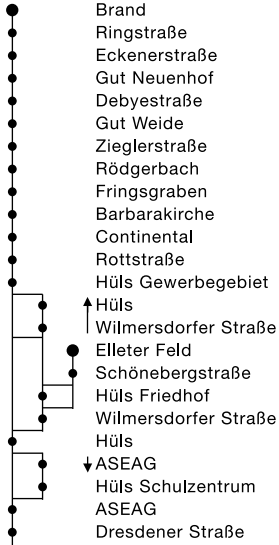 Brand
Ringstraße
Eckenerstraße
Gut Neuenhof
Debyestraße
Gut Weide
Zieglerstraße
Rödgerbach
Fringsgraben
Barbarakirche
Continental
Rottstraße
Hüls Gewerbegebiet
Hüls
Wilmersdorfer Straße
Elleter Feld
Schönebergstraße
Hüls Friedhof
Wilmersdorfer Straße
Hüls
ASEAG
Hüls Schulzentrum
ASEAG
Dresdener Straße